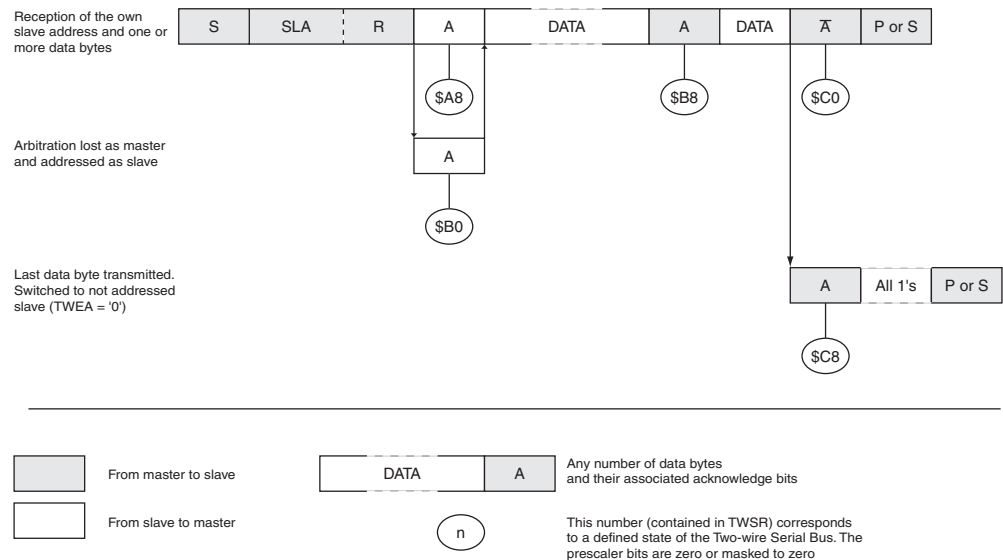 Reception of the own
slave address and one or
more data bytes
S SLA R A DATA A DATA A̅ P or S
$A8 $B8 $C0
Arbitration lost as master
and addressed as slave
A
$B0
Last data byte transmitted.
Switched to not addressed
slave (TWEA = '0')
A All 1's P or S
$C8
From master to slave
DATA A
Any number of data bytes
and their associated acknowledge bits
From slave to master
n
This number (contained in TWSR) corresponds
to a defined state of the Two-wire Serial Bus. The
prescaler bits are zero or masked to zero